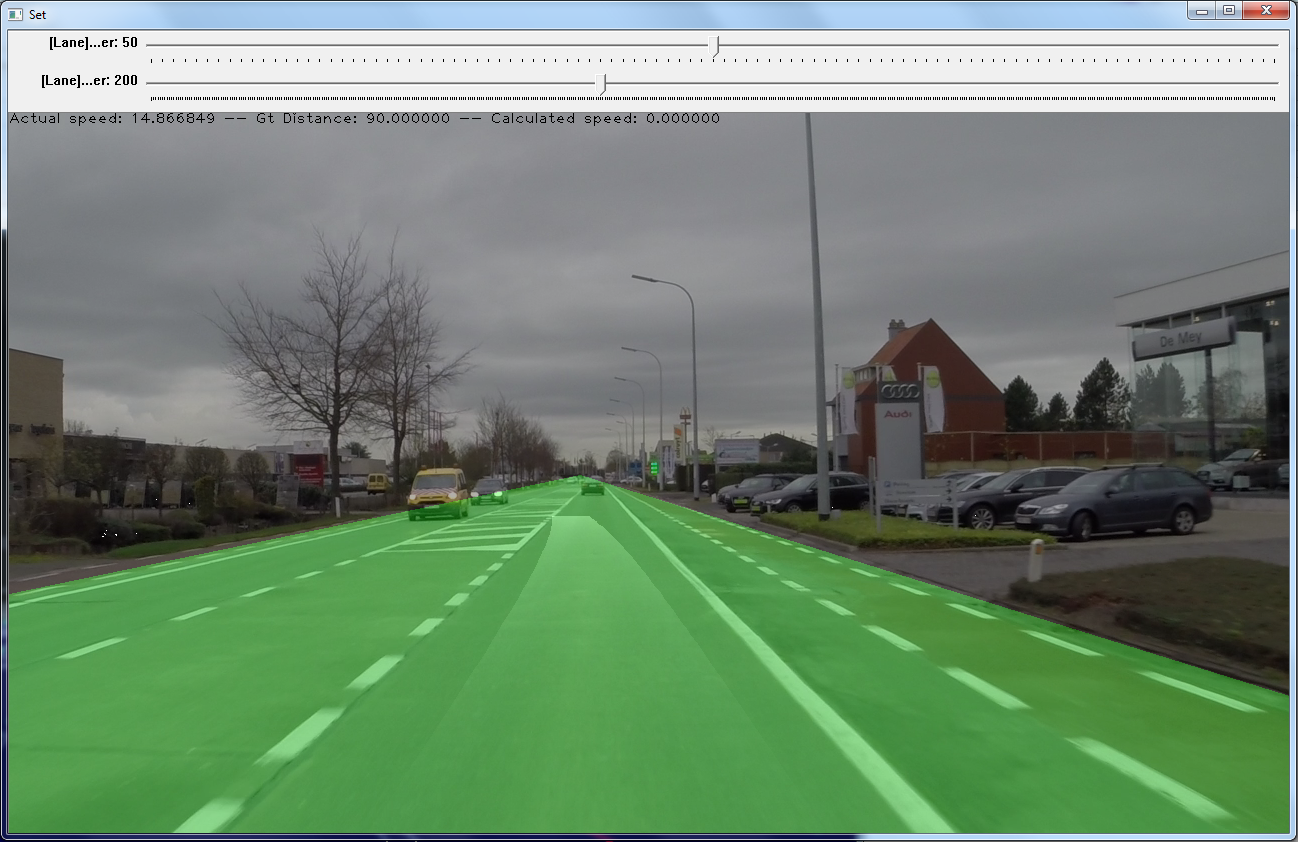 Set
[Lane]...er: 50
[Lane]...er: 200
Actual speed: 14.866849 -- Gt Distance: 90.000000 -- Calculated speed: 0.000000
De Mey
Audi